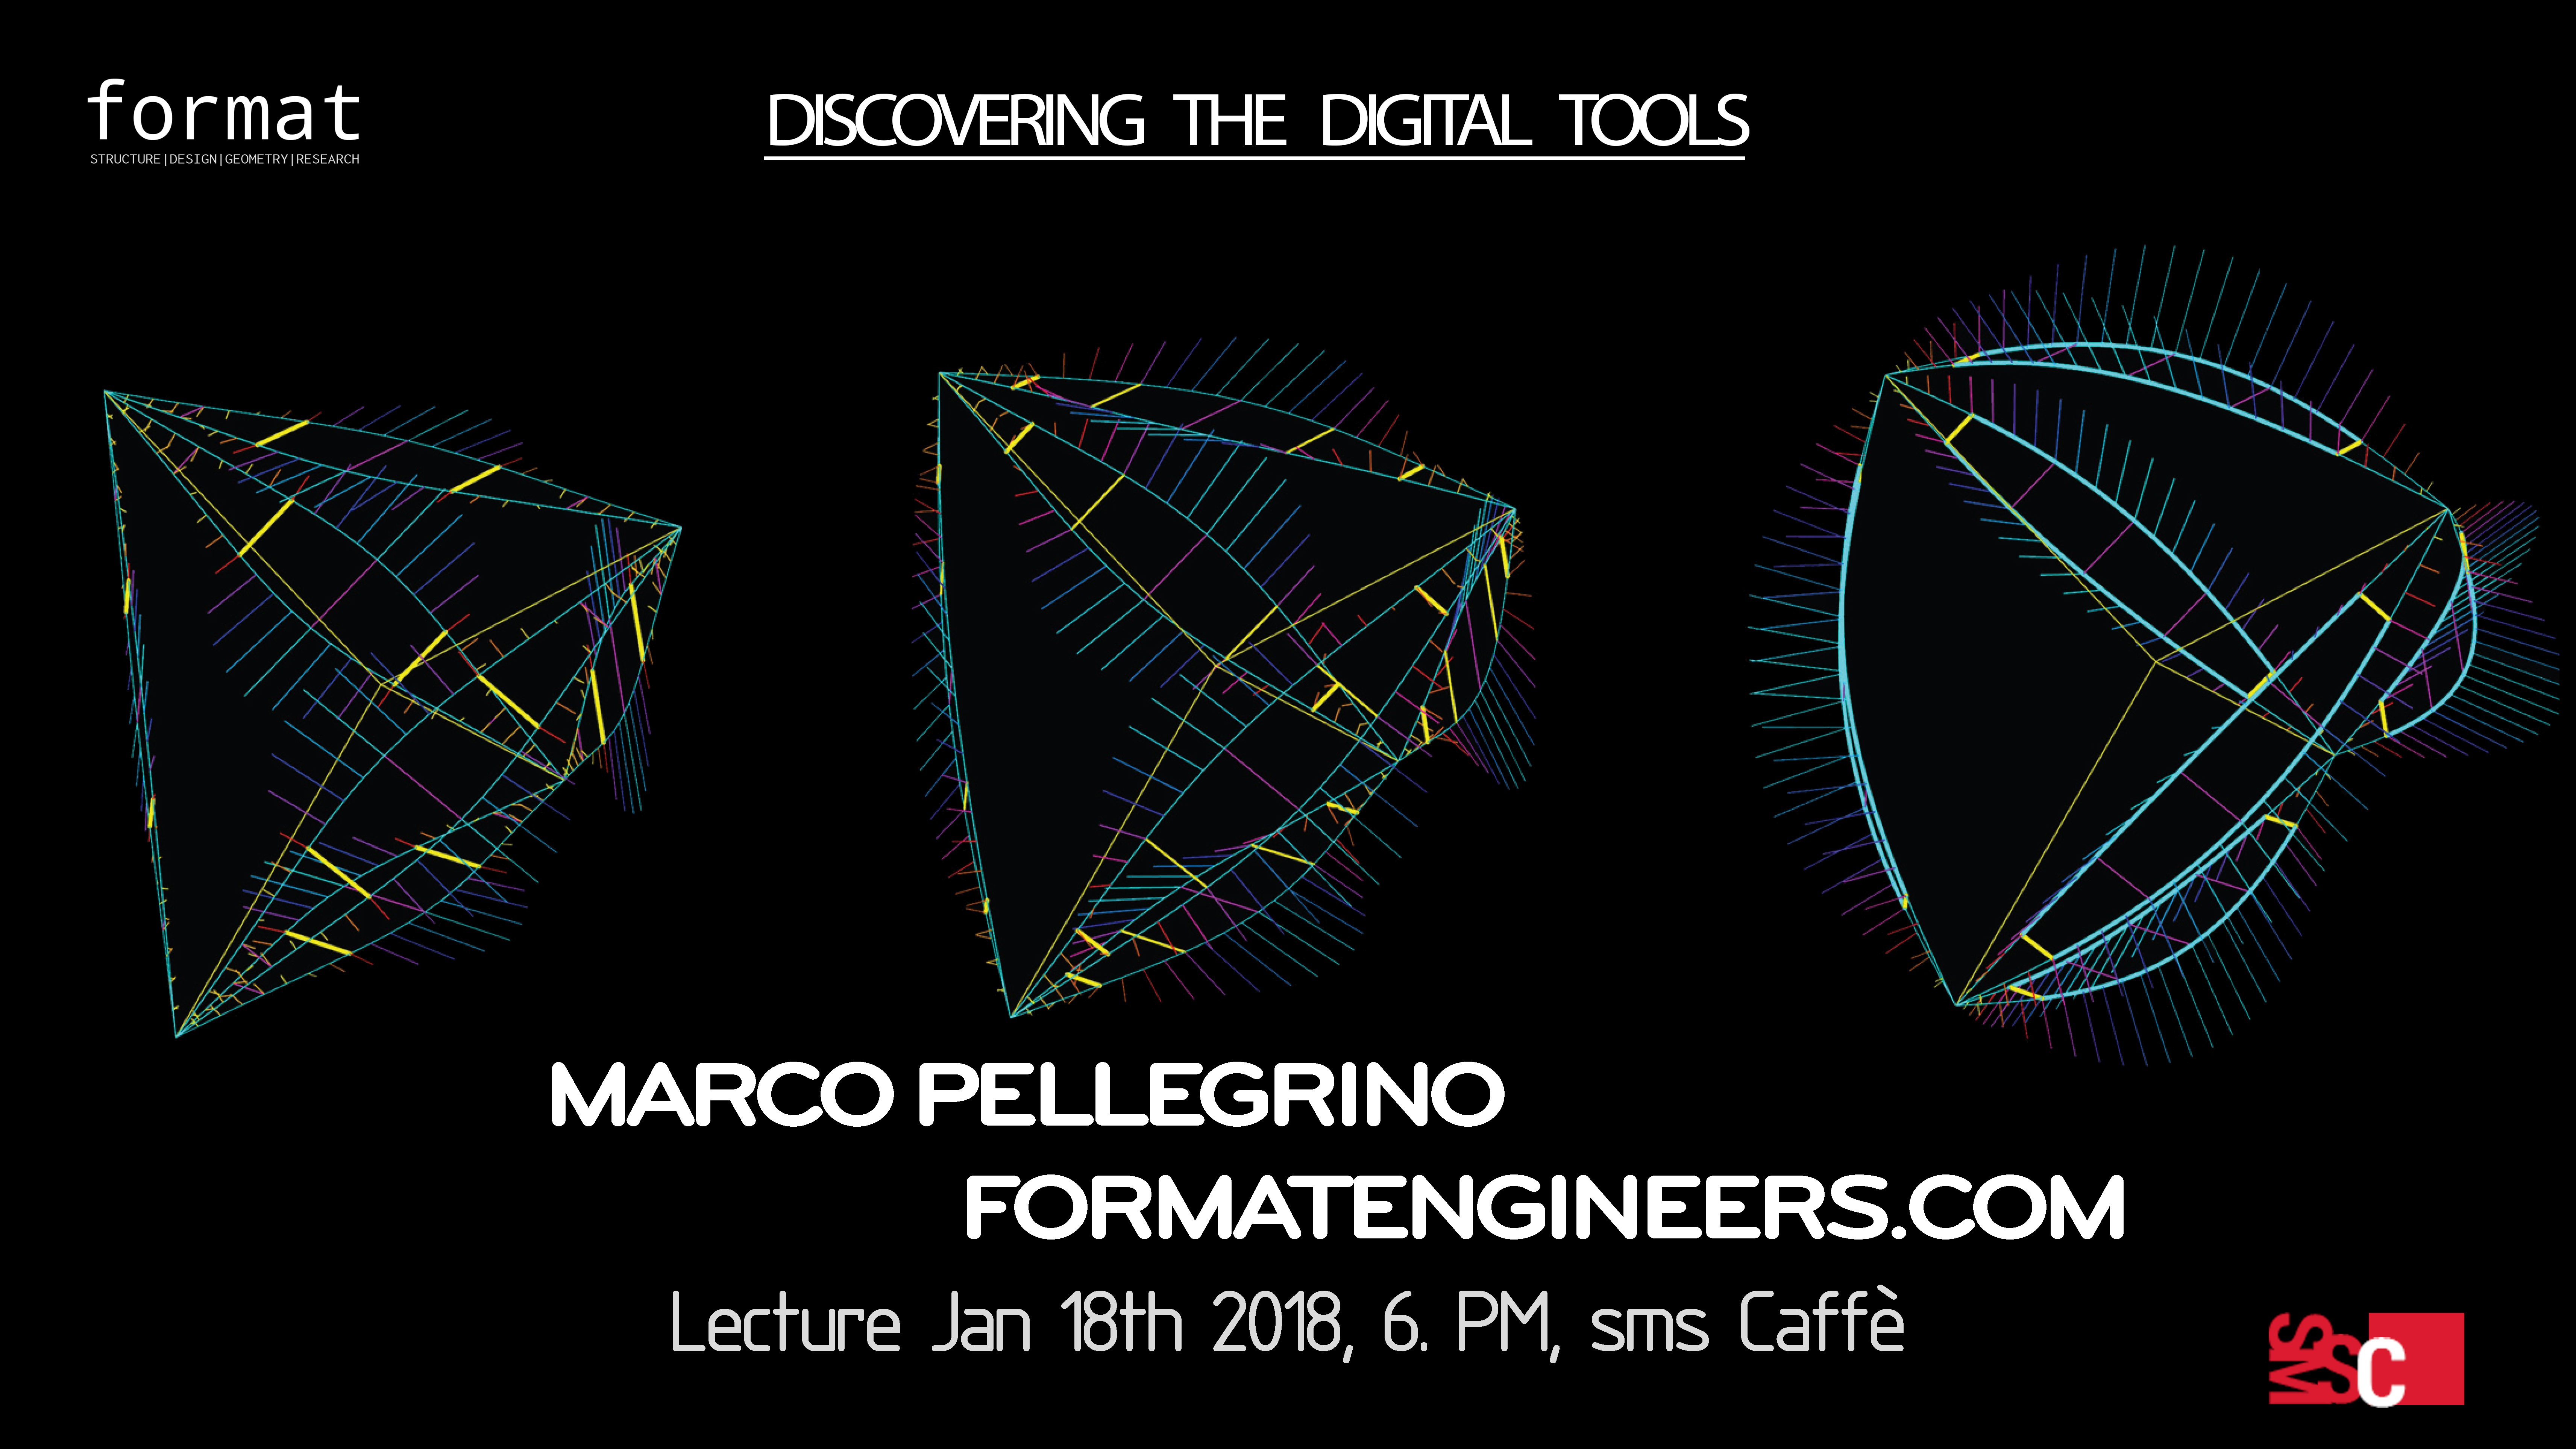 format
STRUCTURE|DESIGN|GEOMETRY|RESEARCH
DISCOVERING THE DIGITAL TOOLS
MARCO PELLEGRINO
FORMATENGINEERS.COM
Lecture Jan 18th 2018, 6. PM, sms Caffè
SMS
C